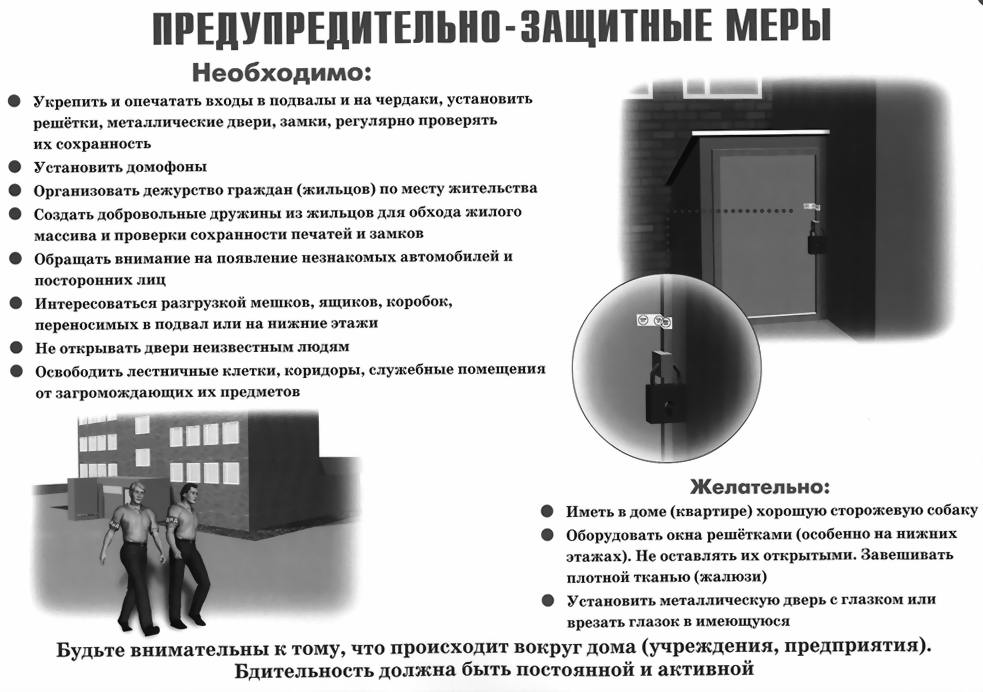 ПРЕДУПРЕДИТЕЛЬНО-ЗАЩИТНЫЕ МЕРЫ
Необходимо:
Укрепить и опечатать входы в подвалы и на чердаки, установить
решётки, металлические двери, замки, регулярно проверять
их сохранность
Установить домофоны
Организовать дежурство граждан (жильцов) по месту жительства
Создать добровольные дружины из жильцов для обхода жилого
массива и проверки сохранности печатей и замков
Обращать внимание на появление незнакомых автомобилей и
посторонних лиц
Интересоваться разгрузкой мешков, ящиков, коробок,
переносимых в подвал или на нижние этажи
Не открывать двери неизвестным людям
Освободить лестничные клетки, коридоры, служебные помещения
от загромождающих их предметов
Желательно:
Иметь в доме (квартире) хорошую сторожевую собаку
Оборудовать окна решётками (особенно на нижних
этажах). Не оставлять их открытыми. Завешивать
плотной тканью (жалюзи)
Установить металлическую дверь с глазком или
врезать глазок в имеющуюся
Будьте внимательны к тому, что происходит вокруг дома (учреждения, предприятия).
Бдительность должна быть постоянной и активной